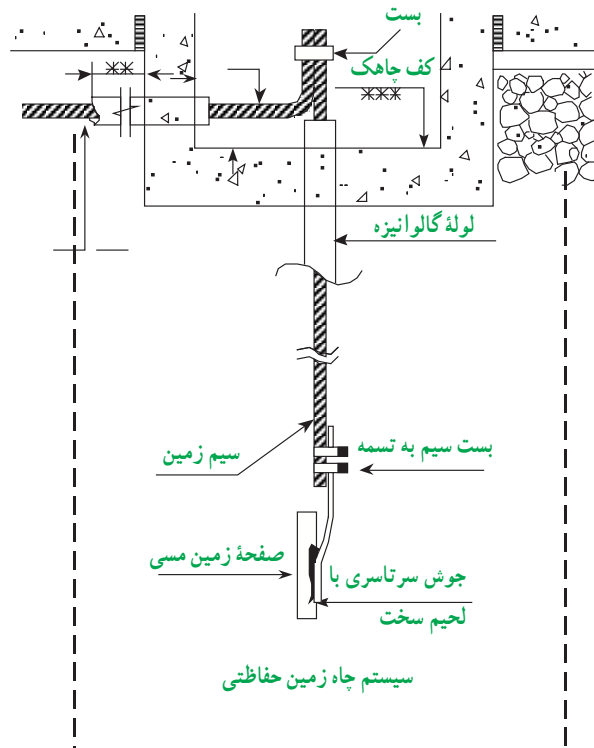 بست
کف چاهک
لولهٔ گالوانیزه
سیم زمین
بست سیم به تسمه
صفحهٔ زمین مسی
جوش سرتاسری با
لحیم سخت
سیستم چاه زمین حفاظتی